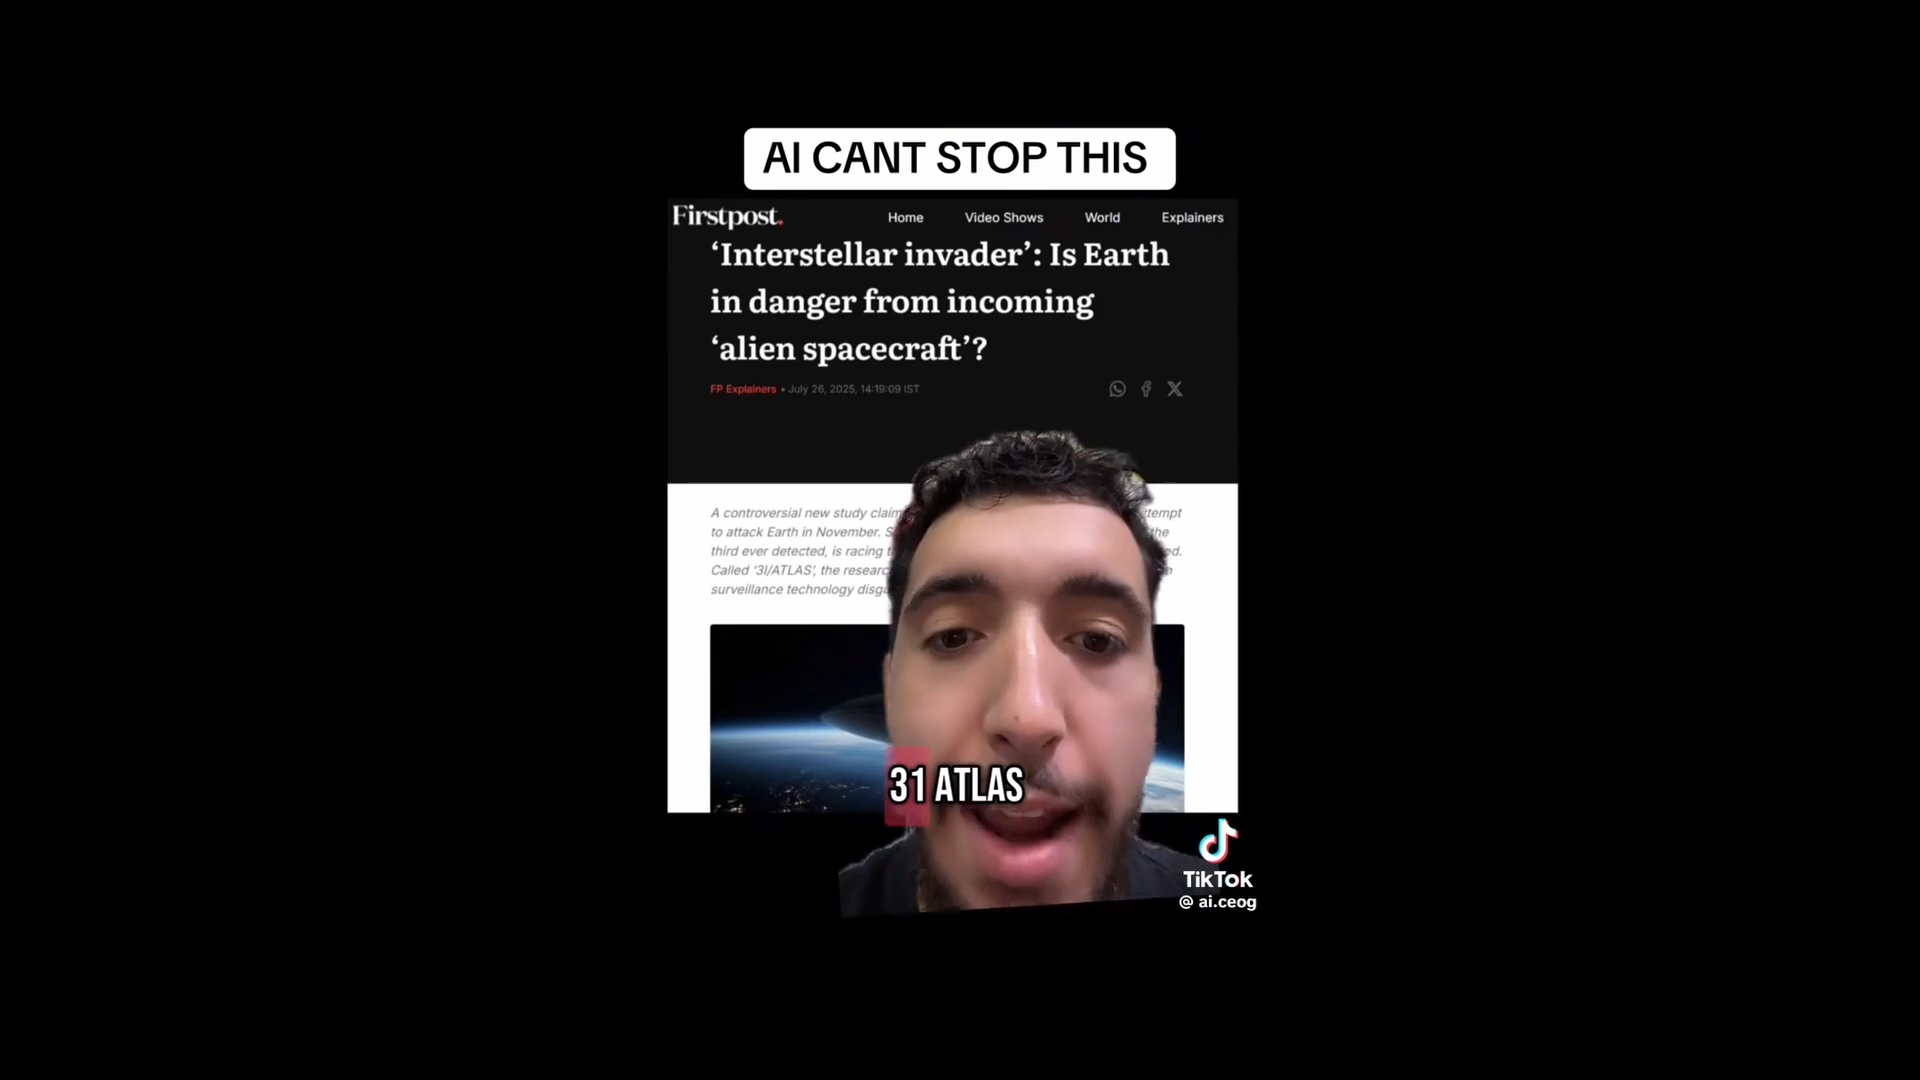 AI CANT STOP THIS
Firstpost.
Home Video Shows World Explainers
‘Interstellar invader’: Is Earth
in danger from incoming
‘alien spacecraft’?
FP Explainers • July 26, 2025, 14:19:09 IST
A controversial new study claim
to attack Earth in November.
the
third ever detected, is racing
Called ‘3I/ATLAS’, the researc
surveillance technology disgu
31 ATLAS
TikTok
@ ai.ceog